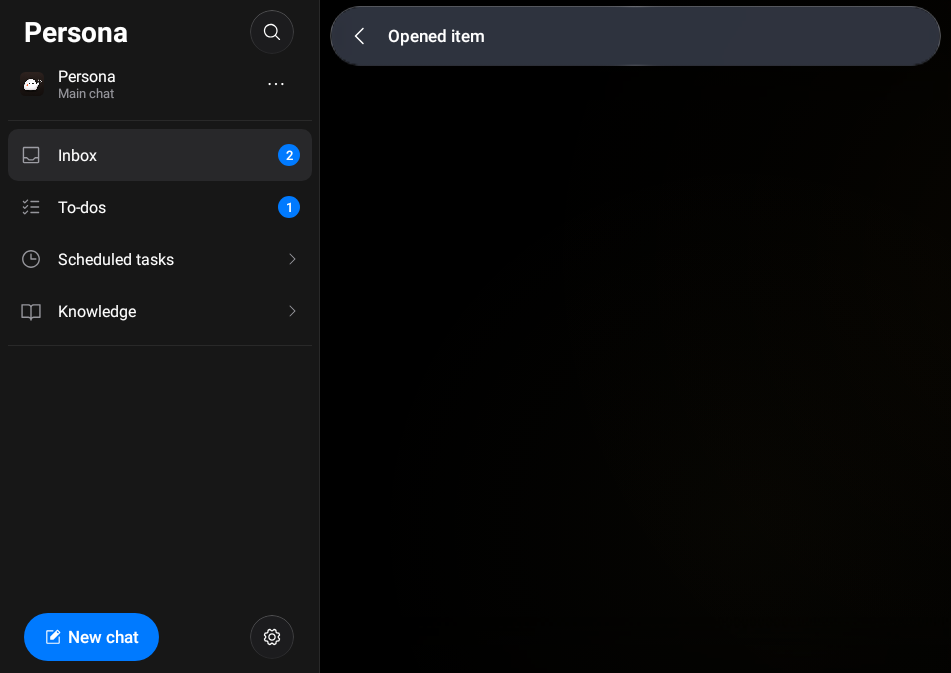 Persona
Persona
Main chat
Inbox
2
To-dos
1
Scheduled tasks
Knowledge
New chat
Opened item